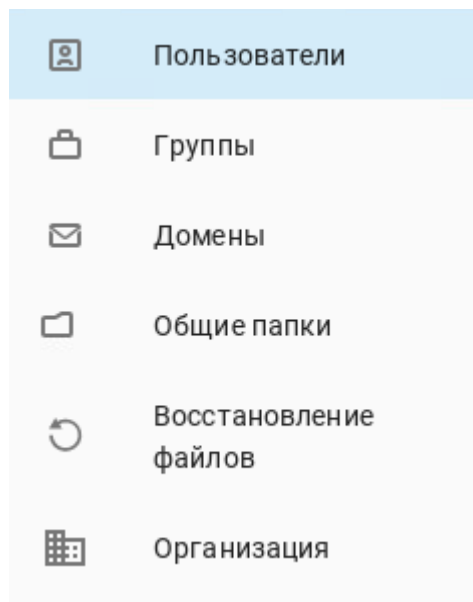 Пользователи
Группы
Домены
Общие папки
Восстановление
файлов
Организация